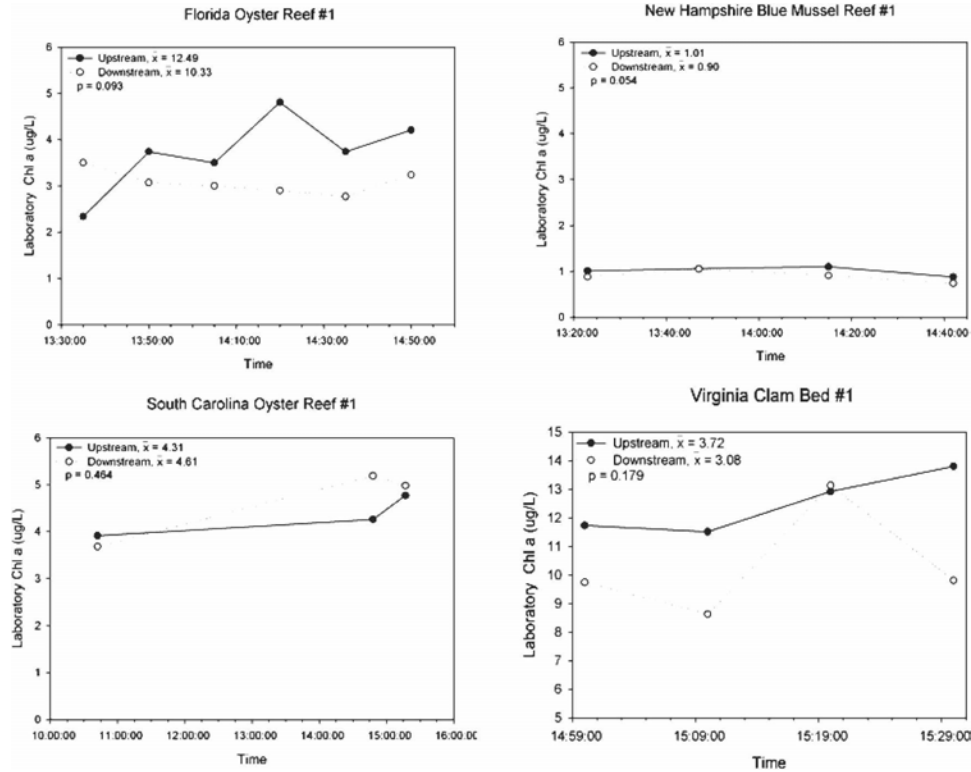 Florida Oyster Reef #1
Upstream, x̄ = 12.49
Downstream, x̄ = 10.33
p = 0.093
6
5
4
3
2
1
0
Laboratory Chl a (ug/L)
13:30:00 13:50:00 14:10:00 14:30:00 14:50:00
Time
New Hampshire Blue Mussel Reef #1
Upstream, x̄ = 1.01
Downstream, x̄ = 0.90
p = 0.054
6
5
4
3
2
1
0
Laboratory Chl a (ug/L)
13:20:00 13:40:00 14:00:00 14:20:00 14:40:00
Time
South Carolina Oyster Reef #1
Upstream, x̄ = 4.31
Downstream, x̄ = 4.61
p = 0.464
6
5
4
3
2
1
0
Laboratory Chl a (ug/L)
10:00:00 11:00:00 12:00:00 13:00:00 14:00:00 15:00:00 16:00:00
Time
Virginia Clam Bed #1
Upstream, x̄ = 3.72
Downstream, x̄ = 3.08
p = 0.179
15
14
13
12
11
10
9
8
7
6
5
Laboratory Chl a (ug/L)
14:59:00 15:09:00 15:19:00 15:29:00
Time